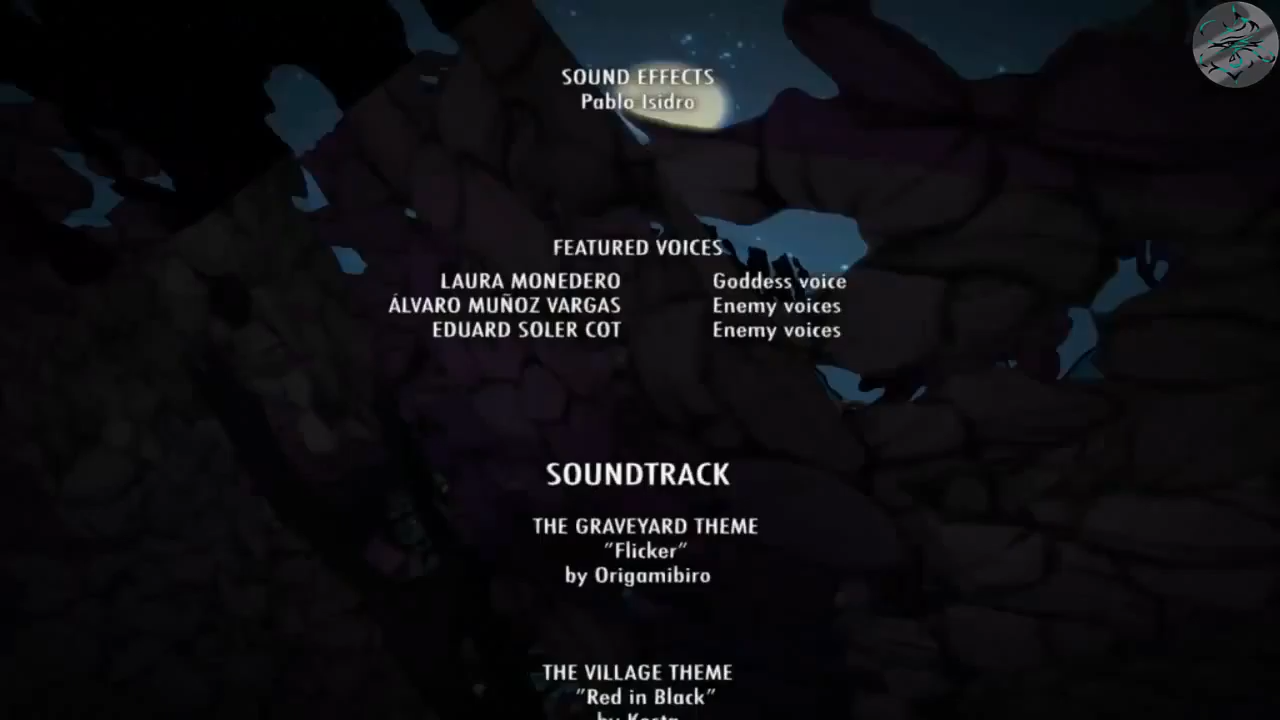 SOUND EFFECTS
Pablo Isidro
FEATURED VOICES
LAURA MONEDERO Goddess voice
ÁLVARO MUÑOZ VARGAS Enemy voices
EDUARD SOLER COT Enemy voices
SOUNDTRACK
THE GRAVEYARD THEME
"Flicker"
by Origamibiro
THE VILLAGE THEME
"Red in Black"
by